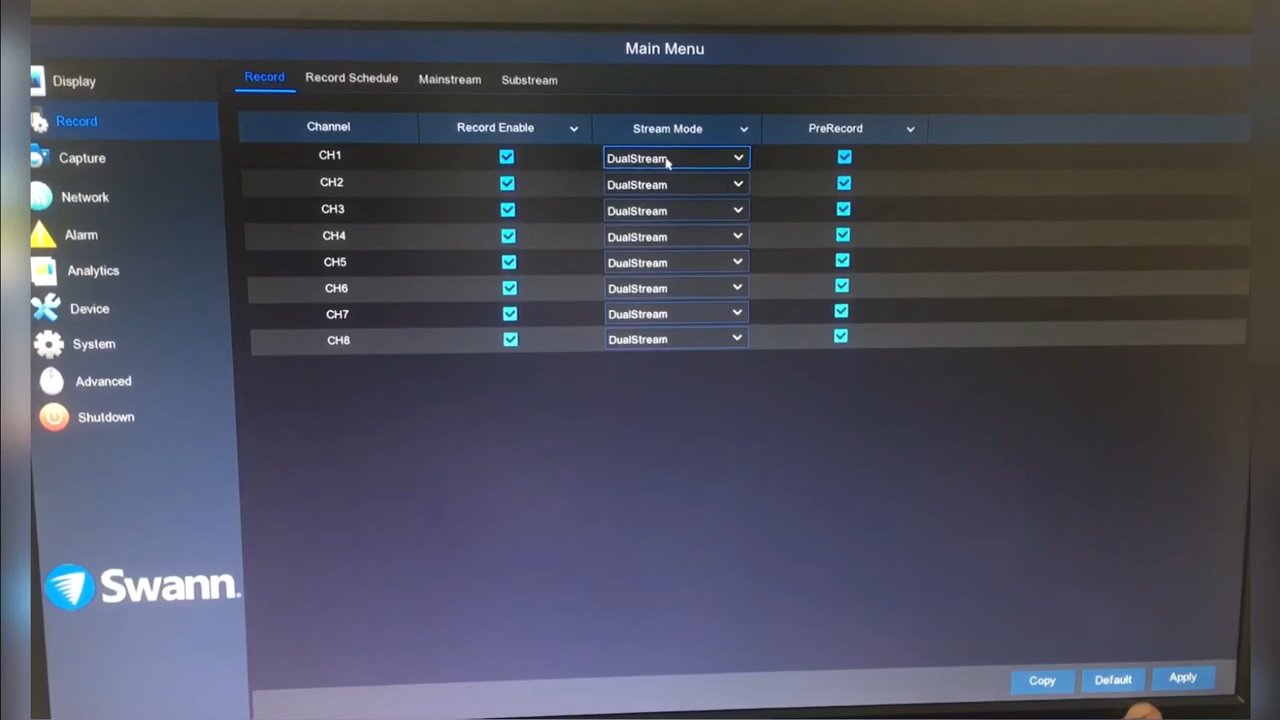 Main Menu
Display
Record
Capture
Network
Alarm
Analytics
Device
System
Advanced
Shutdown
Swann.
Record Record Schedule Mainstream Substream
Channel Record Enable Stream Mode PreRecord
CH1 DualStream
CH2 DualStream
CH3 DualStream
CH4 DualStream
CH5 DualStream
CH6 DualStream
CH7 DualStream
CH8 DualStream
Copy Default Apply